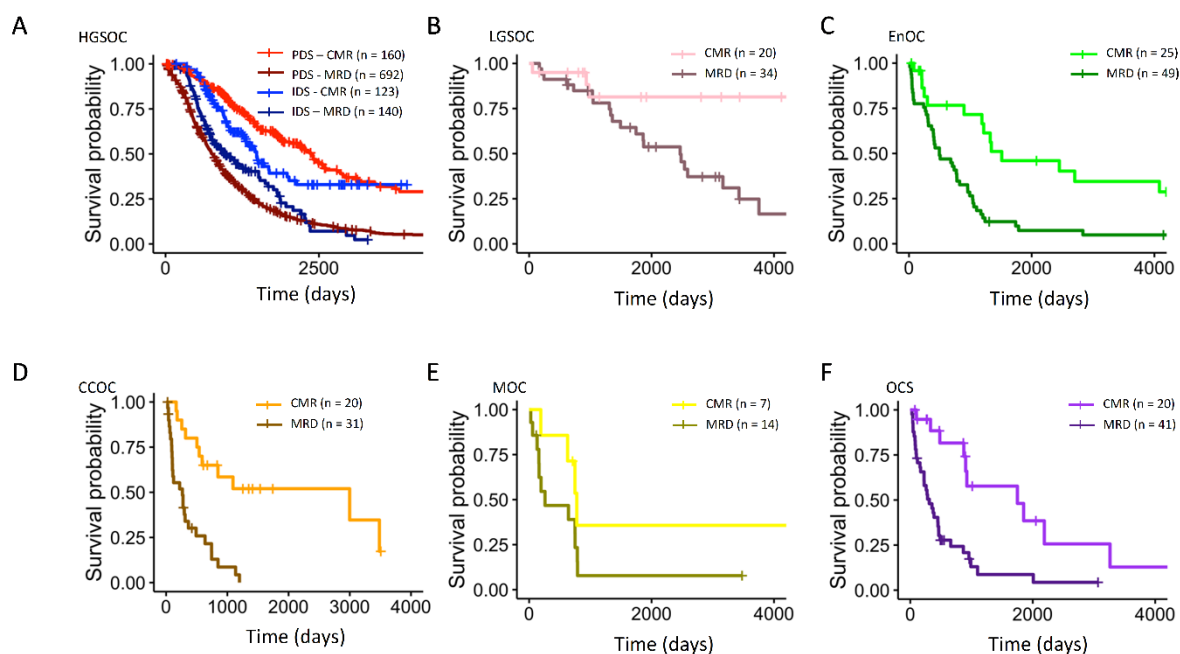 A
HGSOC
PDS – CMR (n = 160)
PDS - MRD (n = 692)
IDS - CMR (n = 123)
IDS – MRD (n = 140)
Survival probability
1.00
0.75
0.50
0.25
0.00
0
2500
Time (days)
B
LGSOC
CMR (n = 20)
MRD (n = 34)
Survival probability
1.00
0.75
0.50
0.25
0.00
0
2000
4000
Time (days)
C
EnOC
CMR (n = 25)
MRD (n = 49)
Survival probability
1.00
0.75
0.50
0.25
0.00
0
2000
4000
Time (days)
D
CCOC
CMR (n = 20)
MRD (n = 31)
Survival probability
1.00
0.75
0.50
0.25
0.00
0
1000
2000
3000
4000
Time (days)
E
MOC
CMR (n = 7)
MRD (n = 14)
Survival probability
1.00
0.75
0.50
0.25
0.00
0
2000
4000
Time (days)
F
OCS
CMR (n = 20)
MRD (n = 41)
Survival probability
1.00
0.75
0.50
0.25
0.00
0
2000
4000
Time (days)